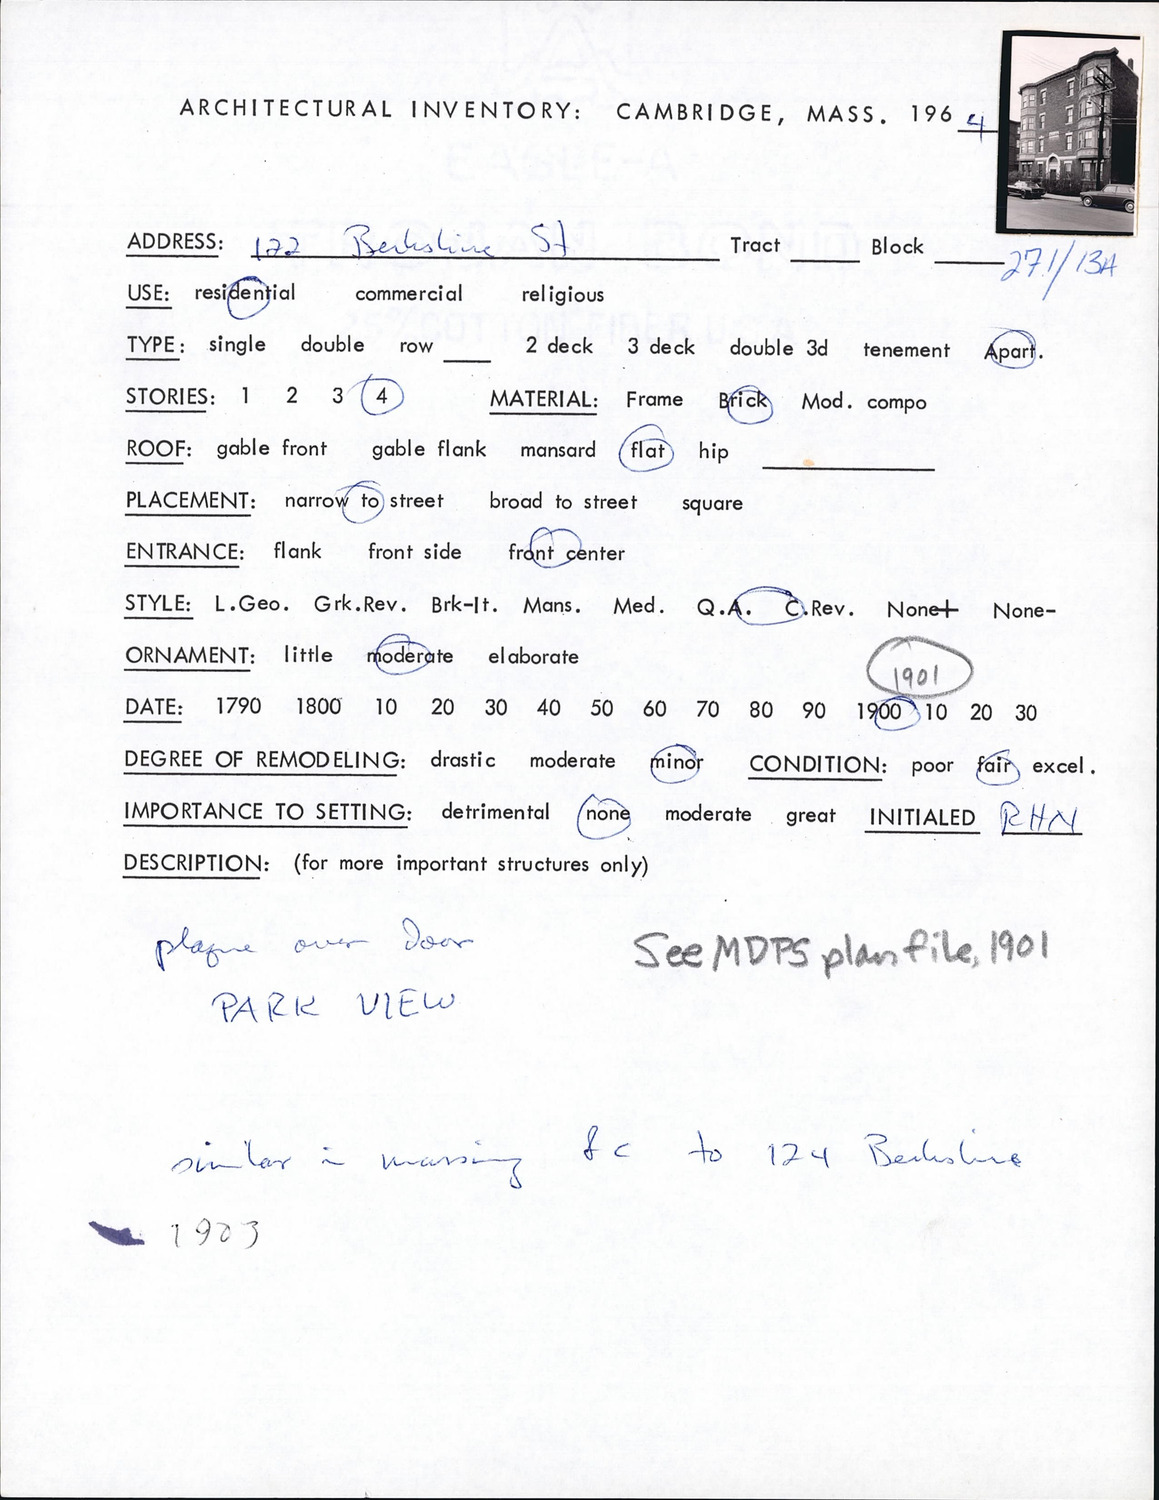 ARCHITECTURAL INVENTORY: CAMBRIDGE, MASS. 1964
ADDRESS: 122 Berkshire St Tract ____ Block ____
271/13A
USE: residential commercial religious
TYPE: single double row ____ 2 deck 3 deck double 3d tenement Apart.
STORIES: 1 2 3 4 MATERIAL: Frame Brick Mod. compo
ROOF: gable front gable flank mansard flat hip ____
PLACEMENT: narrow to street broad to street square
ENTRANCE: flank front side front center
STYLE: L.Geo. Grk.Rev. Brk-It. Mans. Med. Q.A. C.Rev. None+ None-
ORNAMENT: little moderate elaborate
1901
DATE: 1790 1800 10 20 30 40 50 60 70 80 90 1900 10 20 30
DEGREE OF REMODELING: drastic moderate minor CONDITION: poor fair excel.
IMPORTANCE TO SETTING: detrimental none moderate great INITIALED RHN
DESCRIPTION: (for more important structures only)
plaque over door
PARK VIEW
See MDPS plan file, 1901
similar in massing &c to 124 Berkshire
1903